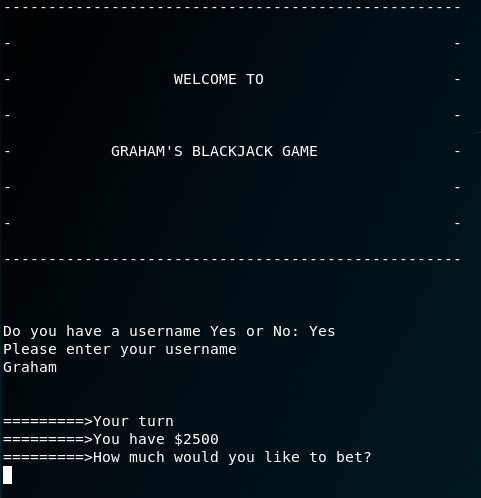 ---------------------------------------------------
- -
- WELCOME TO -
- -
- GRAHAM'S BLACKJACK GAME -
- -
- -
---------------------------------------------------
Do you have a username Yes or No: Yes
Please enter your username
Graham
=========>Your turn
=========>You have $2500
=========>How much would you like to bet?